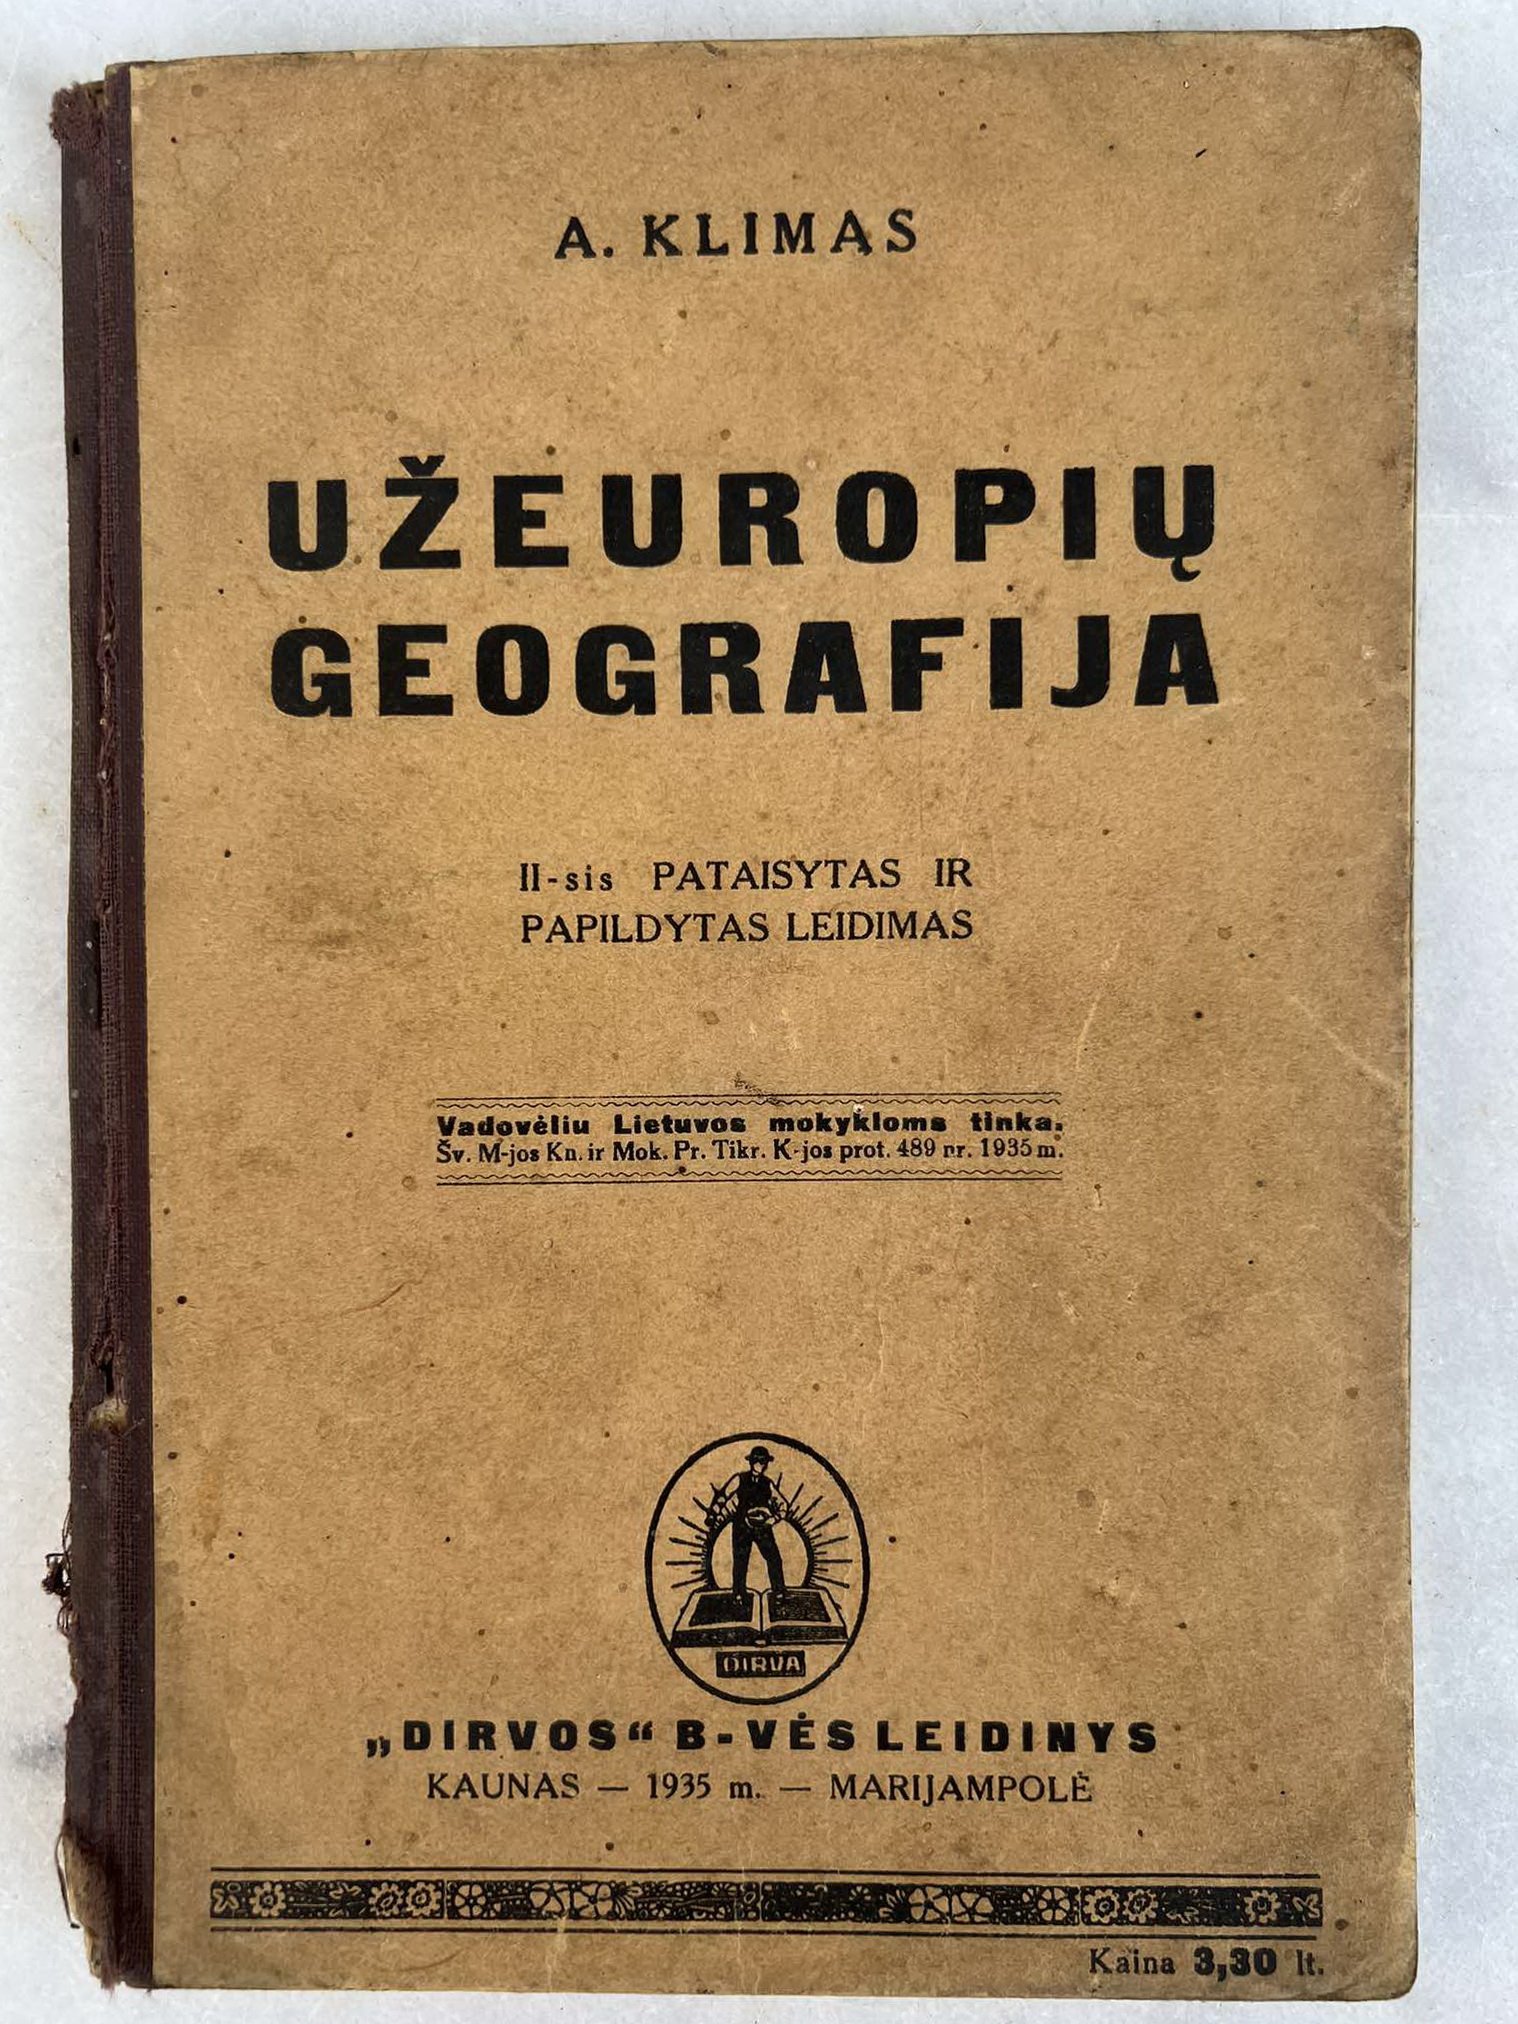 A. KLIMAS
UŽEUROPIŲ
GEOGRAFIJA
II-sis PATAISYTAS IR
PAPILDYTAS LEIDIMAS
Vadovėliu Lietuvos mokykloms tinka.
Šv. M-jos Kn. ir Mok. Pr. Tikr. K-jos prot. 489 nr. 1935 m.
DIRVA
„DIRVOS“ B-VĖS LEIDINYS
KAUNAS — 1935 m. — MARIJAMPOLĖ
Kaina 3,30 lt.